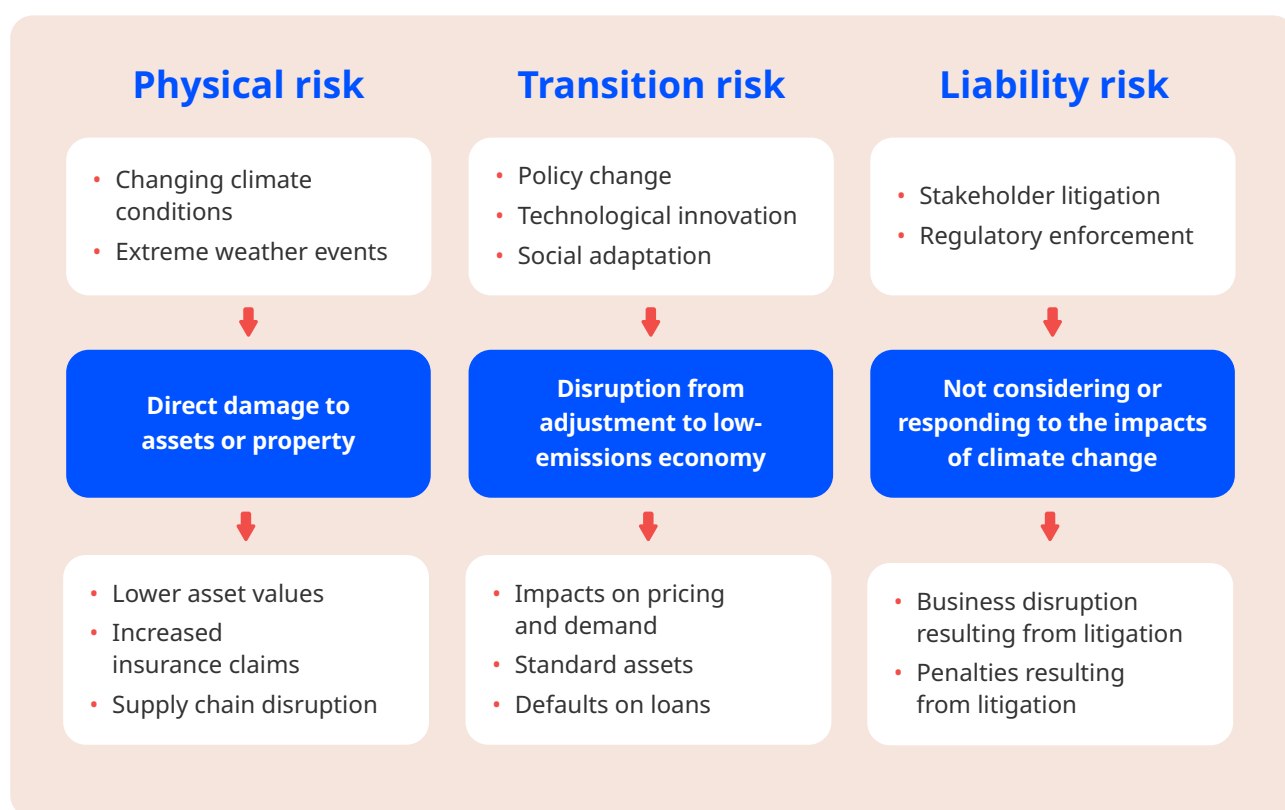 Physical risk
• Changing climate
conditions
• Extreme weather events
Direct damage to
assets or property
• Lower asset values
• Increased
insurance claims
• Supply chain disruption
Transition risk
• Policy change
• Technological innovation
• Social adaptation
Disruption from
adjustment to low-
emissions economy
• Impacts on pricing
and demand
• Standard assets
• Defaults on loans
Liability risk
• Stakeholder litigation
• Regulatory enforcement
Not considering or
responding to the impacts
of climate change
• Business disruption
resulting from litigation
• Penalties resulting
from litigation